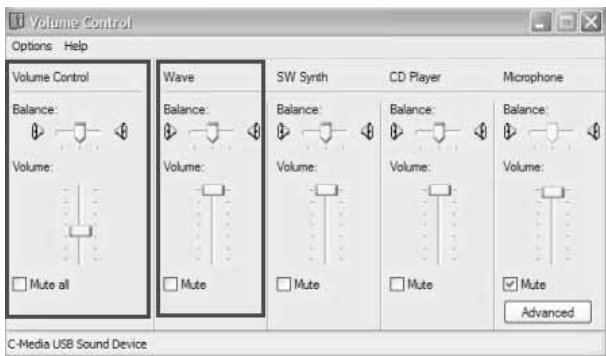 Volume Control
Options Help
Volume Control
Wave
SW Synth
CD Player
Microphone
Balance:
Balance:
Balance:
Balance:
Balance:
Volume:
Volume:
Volume:
Volume:
Volume:
Mute all
Mute
Mute
Mute
Mute
Advanced
C-Media USB Sound Device